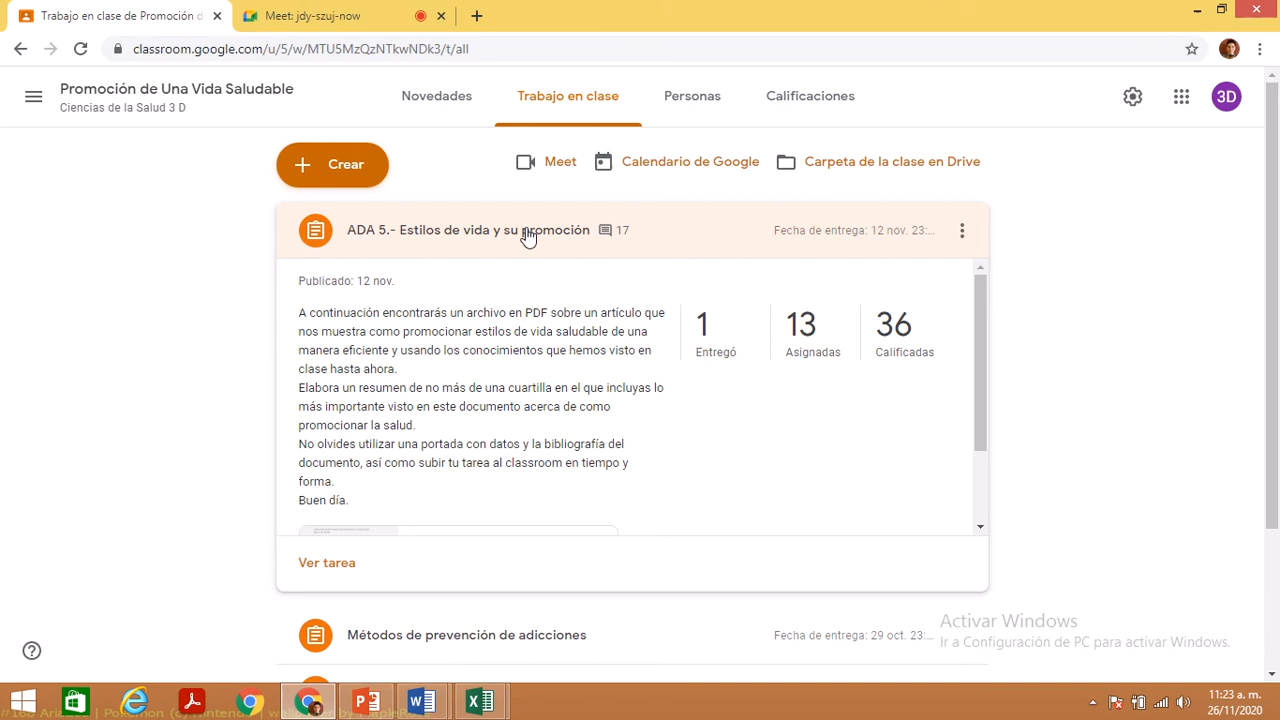 Trabajo en clase de Promoción d
Meet: jdy-szuj-now
classroom.google.com/u/5/w/MTU5MzQzNTkwNDk3/t/all
Promoción de Una Vida Saludable
Ciencias de la Salud 3 D
Novedades
Trabajo en clase
Personas
Calificaciones
3D
Crear
Meet
Calendario de Google
Carpeta de la clase en Drive
ADA 5.- Estilos de vida y su promoción
17
Fecha de entrega: 12 nov. 23:...
Publicado: 12 nov.
A continuación encontrarás un archivo en PDF sobre un artículo que
nos muestra como promocionar estilos de vida saludable de una
manera eficiente y usando los conocimientos que hemos visto en
clase hasta ahora.
Elabora un resumen de no más de una cuartilla en el que incluyas lo
más importante visto en este documento acerca de como
promocionar la salud.
No olvides utilizar una portada con datos y la bibliografía del
documento, así como subir tu tarea al classroom en tiempo y
forma.
Buen día.
1
Entregó
13
Asignadas
36
Calificadas
Ver tarea
Métodos de prevención de adicciones
Fecha de entrega: 29 oct. 23:...
Activar Windows
Ir a Configuración de PC para activar Windows.
11:23 a. m.
26/11/2020